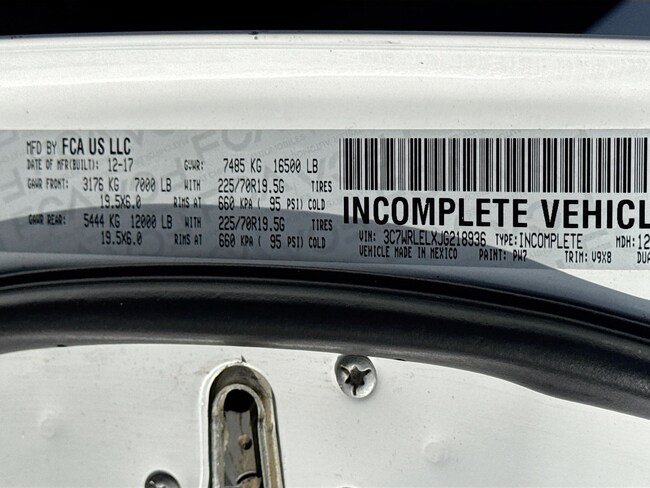 MFD BY FCA US LLC
DATE OF MFR(BUILT): 12-17 GVWR: 7485 KG 16500 LB
GAWR FRONT: 3176 KG 7000 LB WITH 225/70R19.5G TIRES
19.5X6.0 RIMS AT 660 KPA ( 95 PSI) COLD
GAWR REAR: 5444 KG 12000 LB WITH 225/70R19.5G TIRES
19.5X6.0 RIMS AT 660 KPA ( 95 PSI) COLD
INCOMPLETE VEHICL
VIN: 3C7WRLELXJG218936 TYPE:INCOMPLETE MDH:12
VEHICLE MADE IN MEXICO PAINT: PW7 TRIM: V9X8 DUA